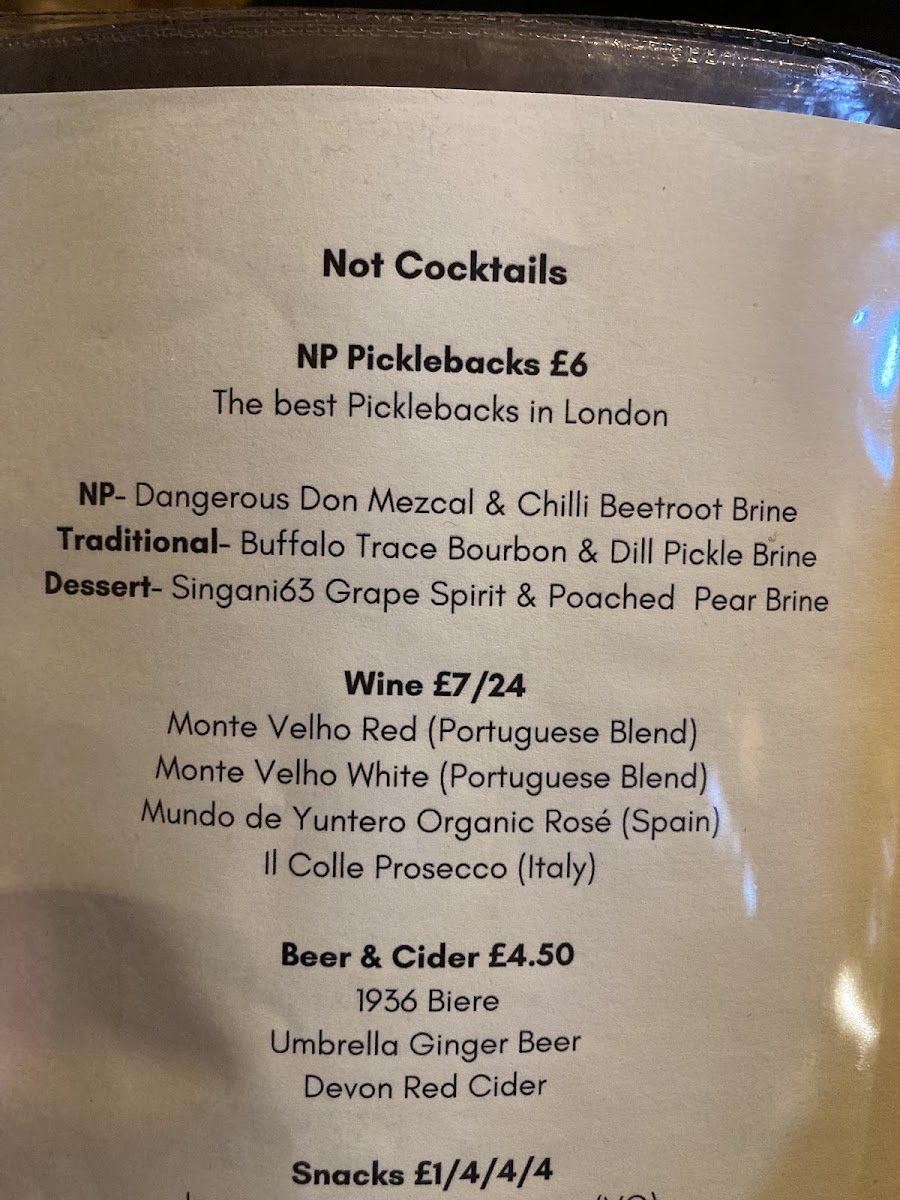 Not Cocktails
NP Picklebacks £6
The best Picklebacks in London
NP- Dangerous Don Mezcal & Chilli Beetroot Brine
Traditional- Buffalo Trace Bourbon & Dill Pickle Brine
Dessert- Singani63 Grape Spirit & Poached Pear Brine
Wine £7/24
Monte Velho Red (Portuguese Blend)
Monte Velho White (Portuguese Blend)
Mundo de Yuntero Organic Rosé (Spain)
Il Colle Prosecco (Italy)
Beer & Cider £4.50
1936 Biere
Umbrella Ginger Beer
Devon Red Cider
Snacks £1/4/4/4